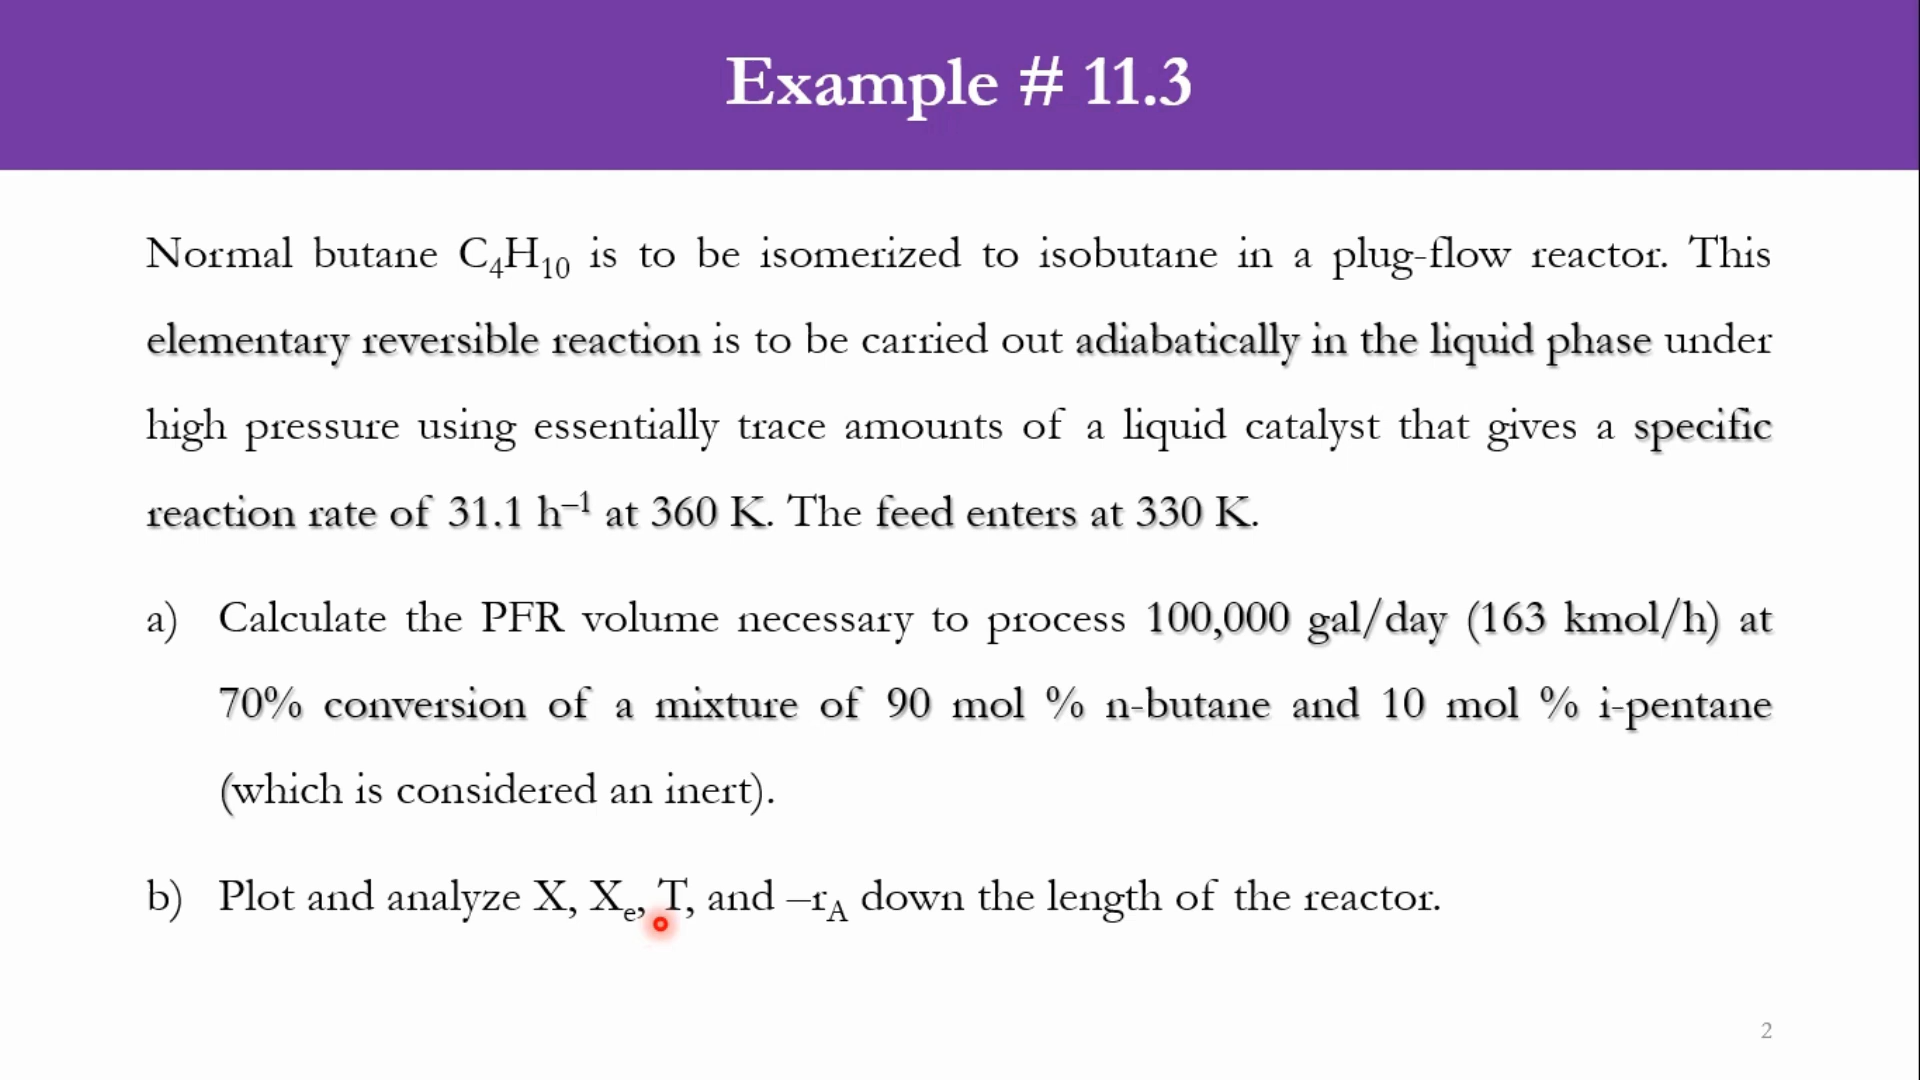 Example # 11.3
Normal butane C₄H₁₀ is to be isomerized to isobutane in a plug-flow reactor. This
elementary reversible reaction is to be carried out adiabatically in the liquid phase under
high pressure using essentially trace amounts of a liquid catalyst that gives a specific
reaction rate of 31.1 h⁻¹ at 360 K. The feed enters at 330 K.
a) Calculate the PFR volume necessary to process 100,000 gal/day (163 kmol/h) at
70% conversion of a mixture of 90 mol % n-butane and 10 mol % i-pentane
(which is considered an inert).
b) Plot and analyze X, Xₑ, T, and –r_A down the length of the reactor.
2